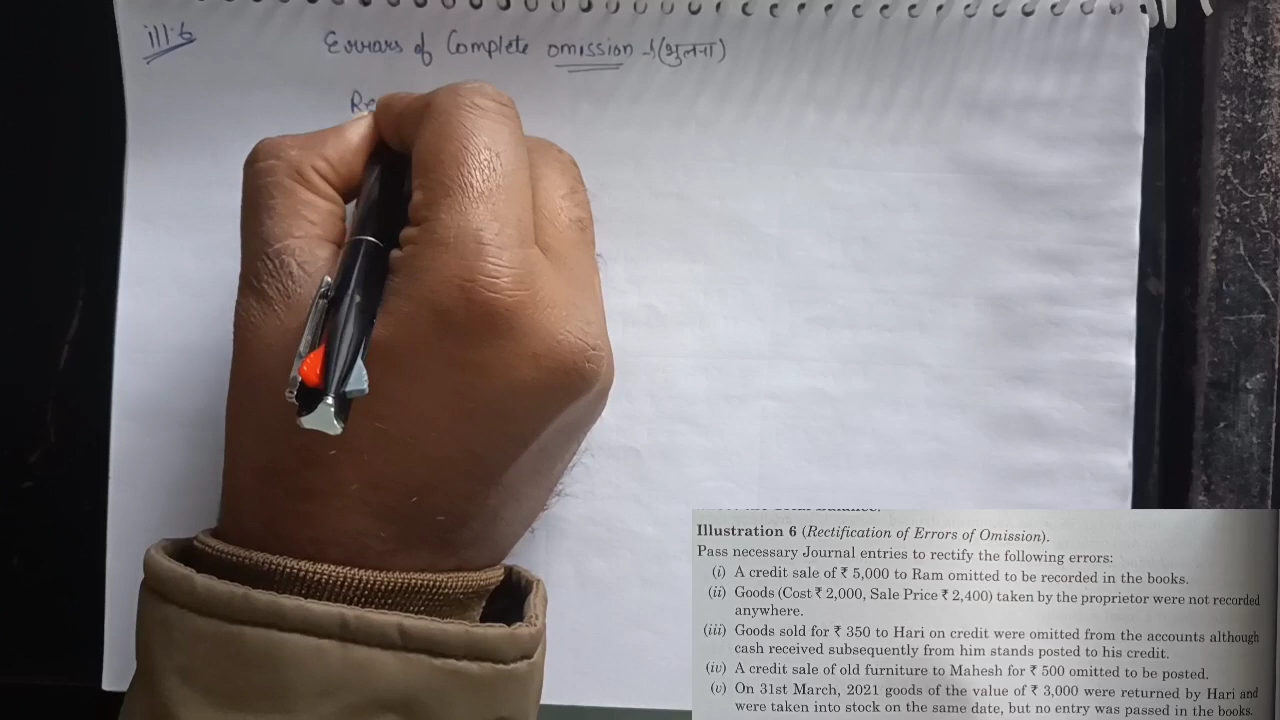 ill.6
Errors of Complete omission → (भुलना)
Re
Illustration 6 (Rectification of Errors of Omission).
Pass necessary Journal entries to rectify the following errors:
(i) A credit sale of ₹ 5,000 to Ram omitted to be recorded in the books.
(ii) Goods (Cost ₹ 2,000, Sale Price ₹ 2,400) taken by the proprietor were not recorded
anywhere.
(iii) Goods sold for ₹ 350 to Hari on credit were omitted from the accounts although
cash received subsequently from him stands posted to his credit.
(iv) A credit sale of old furniture to Mahesh for ₹ 500 omitted to be posted.
(v) On 31st March, 2021 goods of the value of ₹ 3,000 were returned by Hari and
were taken into stock on the same date, but no entry was passed in the books.